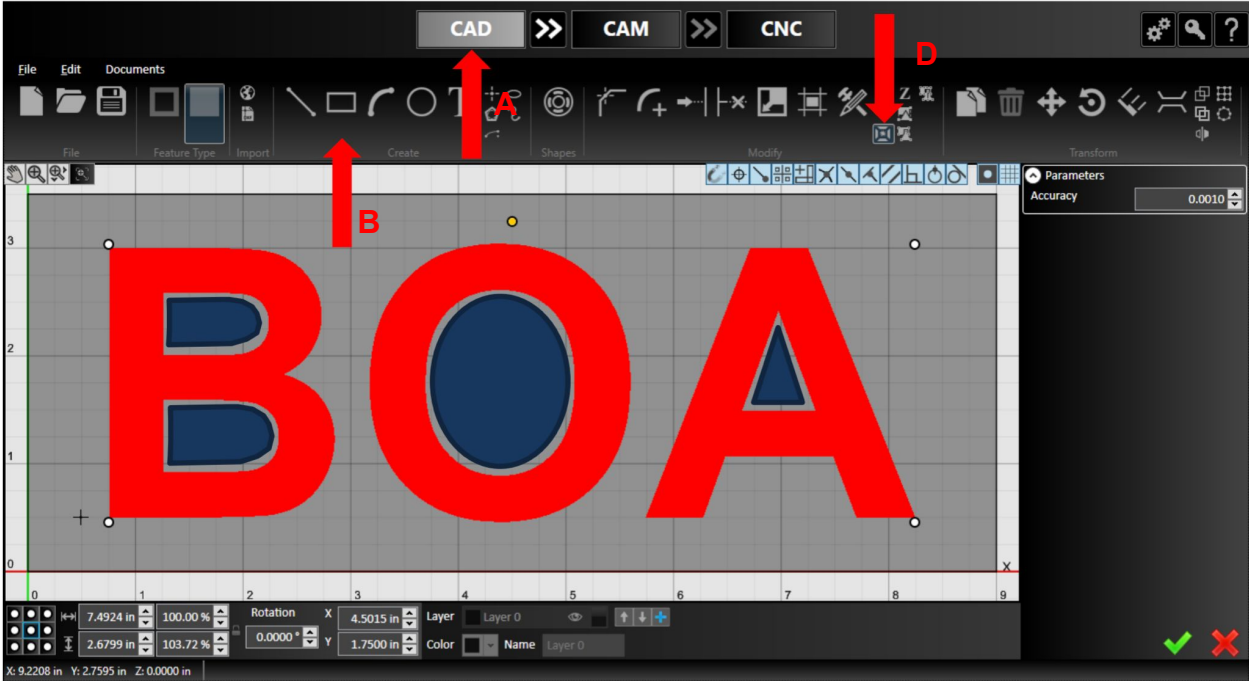 CAD >> CAM >> CNC
?
D
File Edit Documents
T
A
Z
File Feature Type Import Create Shapes Modify Transform
Parameters
Accuracy 0.0010
B
3
BOA
2
1
0
X
0 1 2 3 4 5 6 7 8 9
7.4924 in 100.00 % Rotation X 4.5015 in Layer Layer 0
2.6799 in 103.72 % 0.0000 ° Y 1.7500 in Color Name Layer 0
X: 9.2208 in Y: 2.7595 in Z: 0.0000 in